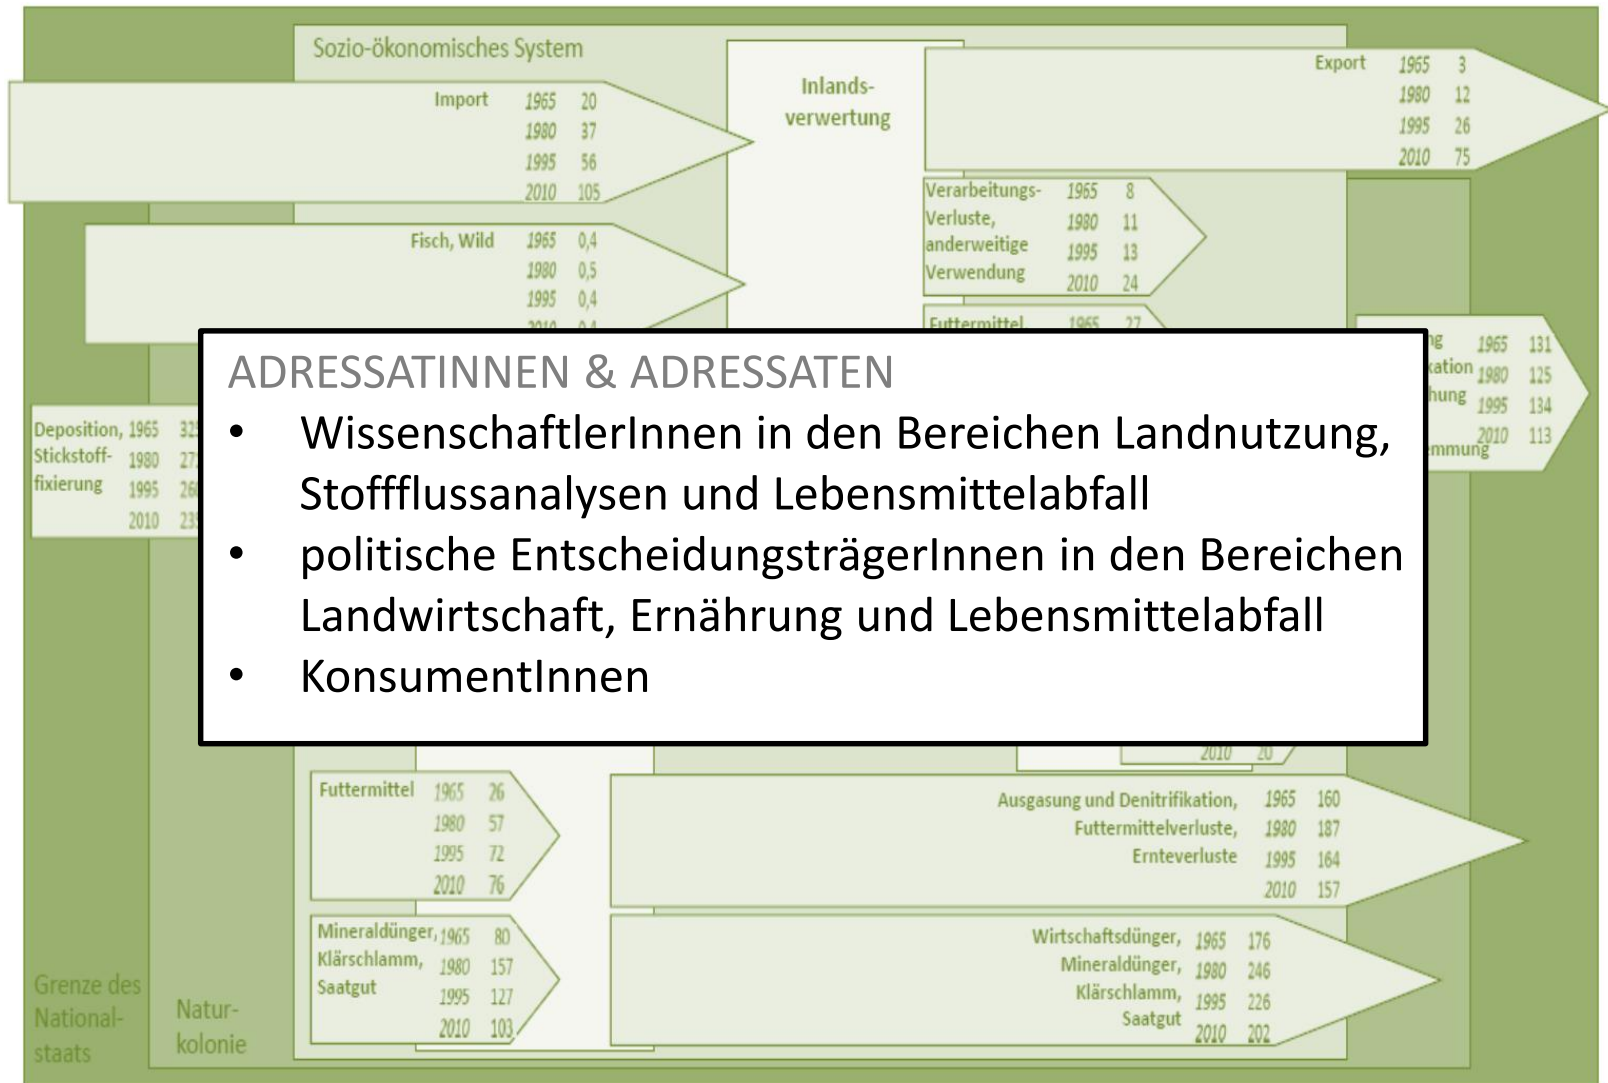 Sozio-ökonomisches System
Import 1965 20
1980 37
1995 56
2010 105
Inlands-
verwertung
Export 1965 3
1980 12
1995 26
2010 75
Fisch, Wild 1965 0,4
1980 0,5
1995 0,4
Verarbeitungs- 1965 8
Verluste, 1980 11
anderweitige 1995 13
Verwendung 2010 24
Futtermittel 1965 27
1965 131
1980 125
1995 134
2010 113
Deposition, 1965
Stickstoff- 1980
fixierung 1995
2010
ADRESSATINNEN & ADRESSATEN
• WissenschaftlerInnen in den Bereichen Landnutzung,
Stoffflussanalysen und Lebensmittelabfall
• politische EntscheidungsträgerInnen in den Bereichen
Landwirtschaft, Ernährung und Lebensmittelabfall
• KonsumentInnen
2010 20
Futtermittel 1965 26
1980 57
1995 72
2010 76
Ausgasung und Denitrifikation, 1965 160
Futtermittelverluste, 1980 187
Ernteverluste 1995 164
2010 157
Mineraldünger, 1965 80
Klärschlamm, 1980 157
Saatgut 1995 127
2010 103
Wirtschaftsdünger, 1965 176
Mineraldünger, 1980 246
Klärschlamm, 1995 226
Saatgut 2010 202
Grenze des
National-
staats
Natur-
kolonie